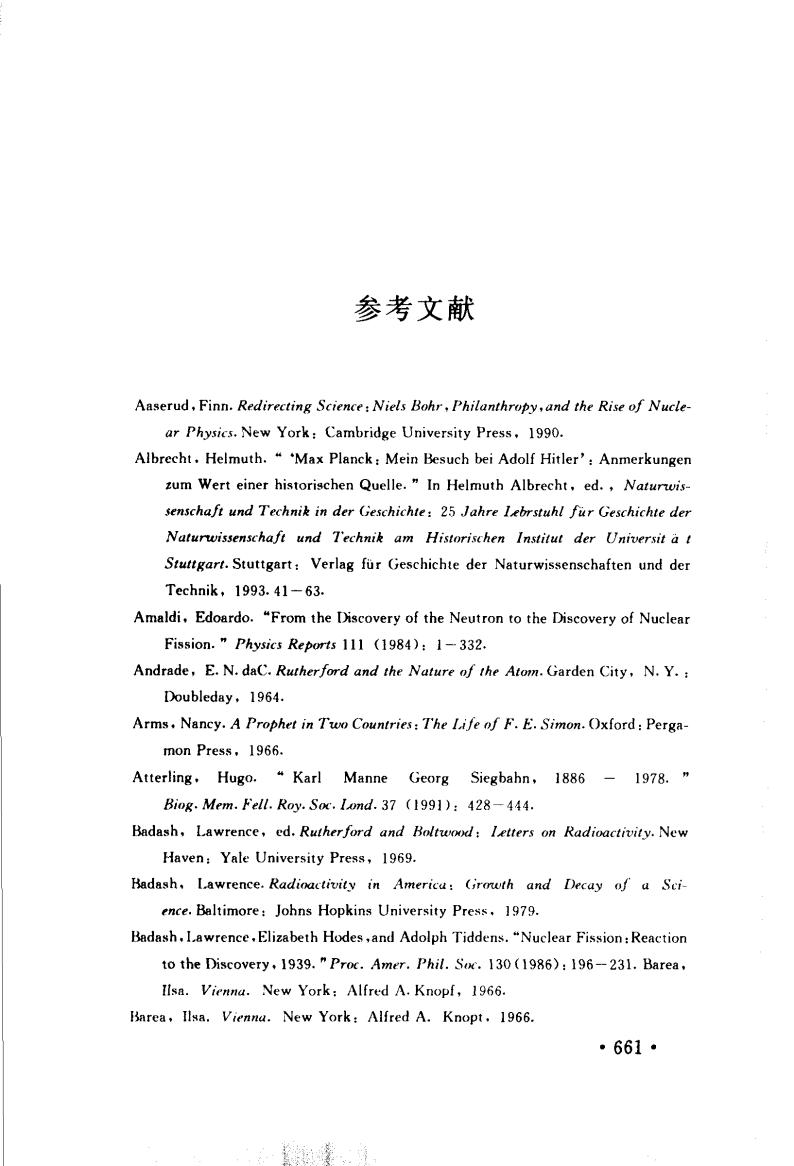 参考文献
Aaserud, Finn. Redirecting Science: Niels Bohr, Philanthropy, and the Rise of Nucle-
ar Physics. New York: Cambridge University Press, 1990.
Albrecht. Helmuth. “ ‘Max Planck: Mein Besuch bei Adolf Hitler’: Anmerkungen
zum Wert einer historischen Quelle. ” In Helmuth Albrecht, ed. , Naturwis-
senschaft und Technik in der Geschichte: 25 Jahre Lebrstuhl für Geschichte der
Naturwissenschaft und Technik am Historischen Institut der Universit ä t
Stuttgart. Stuttgart: Verlag für Geschichte der Naturwissenschaften und der
Technik, 1993. 41－63.
Amaldi, Edoardo. “From the Discovery of the Neutron to the Discovery of Nuclear
Fission. ” Physics Reports 111 (1984): 1－332.
Andrade, E. N. daC. Rutherford and the Nature of the Atom. Garden City, N. Y. :
Doubleday, 1964.
Arms, Nancy. A Prophet in Two Countries: The Life of F. E. Simon. Oxford: Perga-
mon Press, 1966.
Atterling, Hugo. “ Karl Manne Georg Siegbahn, 1886 － 1978. ”
Biog. Mem. Fell. Roy. Soc. Lond. 37 (1991): 428－444.
Badash, Lawrence, ed. Rutherford and Boltwood: Letters on Radioactivity. New
Haven: Yale University Press, 1969.
Badash, Lawrence. Radioactivity in America: Growth and Decay of a Sci-
ence. Baltimore: Johns Hopkins University Press, 1979.
Badash, Lawrence, Elizabeth Hodes, and Adolph Tiddens. “Nuclear Fission: Reaction
to the Discovery, 1939. ” Proc. Amer. Phil. Soc. 130(1986): 196－231. Barea,
Ilsa. Vienna. New York: Alfred A. Knopf, 1966.
Barea, Ilsa. Vienna. New York: Alfred A. Knopt, 1966.
• 661 •